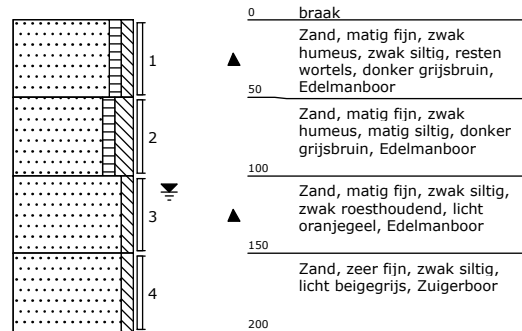 0 braak
Zand, matig fijn, zwak
humeus, zwak siltig, resten
wortels, donker grijsbruin,
Edelmanboor
1
50
Zand, matig fijn, zwak
humeus, matig siltig, donker
grijsbruin, Edelmanboor
2
100
Zand, matig fijn, zwak siltig,
zwak roesthoudend, licht
oranjegeel, Edelmanboor
3
150
Zand, zeer fijn, zwak siltig,
licht beigegrijs, Zuigerboor
4
200